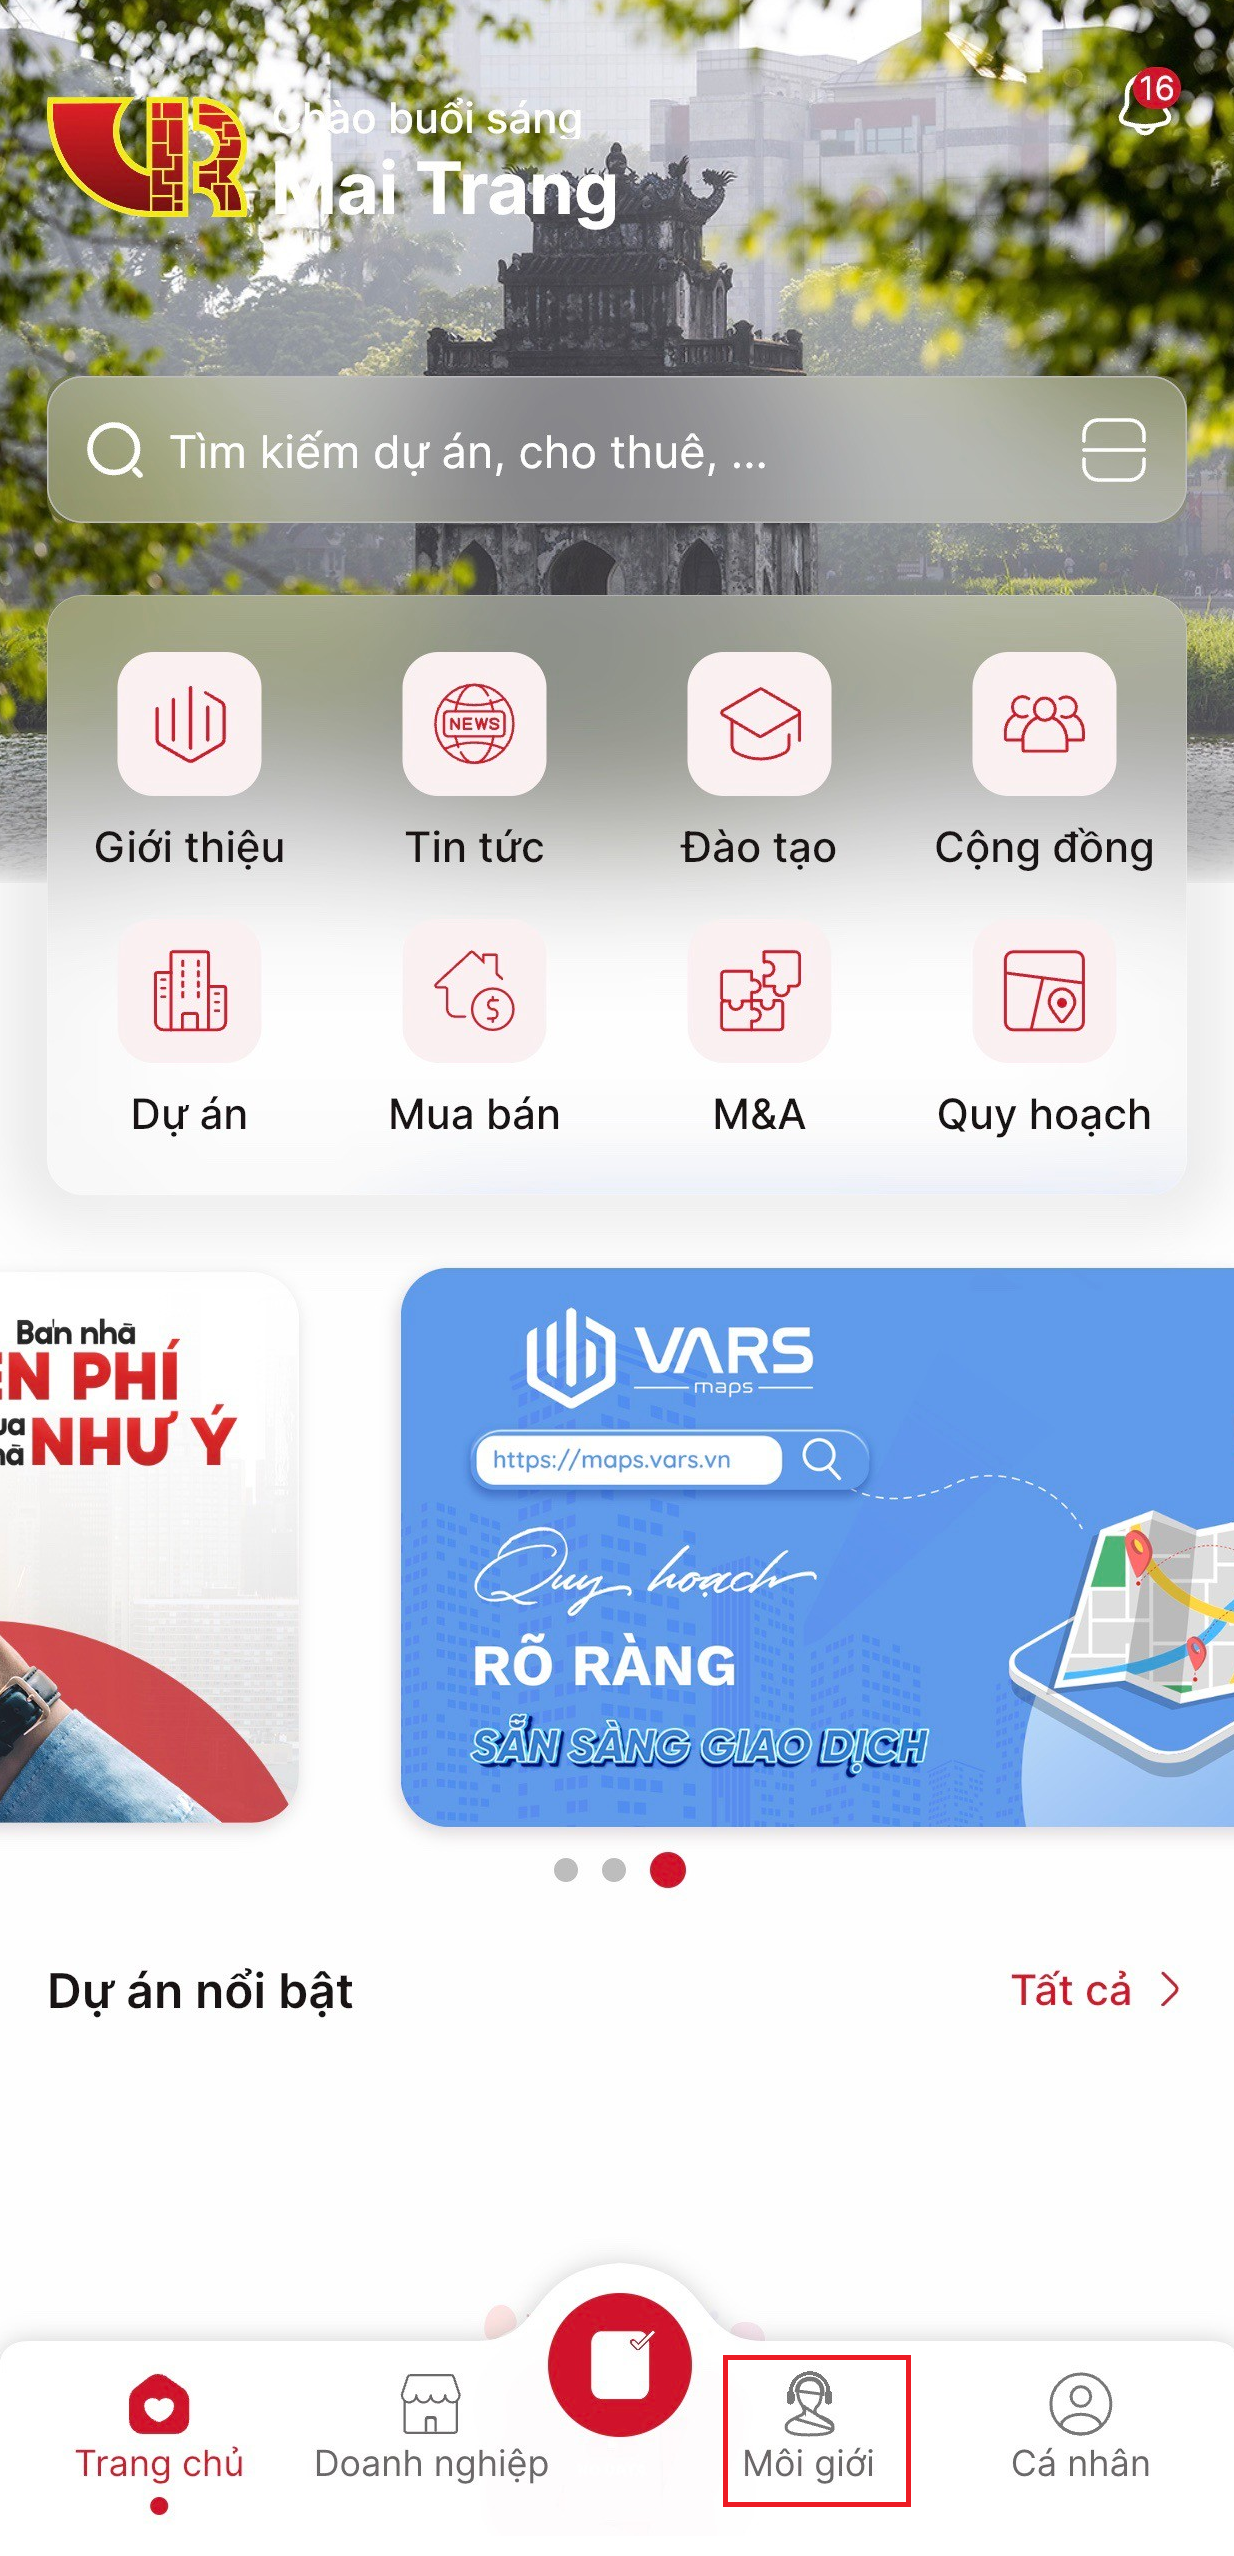 Chào buổi sáng
16
Mai Trang
Tìm kiếm dự án, cho thuê, ...
NEWS
Giới thiệu
Tin tức
Đào tạo
Cộng đồng
$
Dự án
Mua bán
M&A
Quy hoạch
Bán nhà
ỀN PHÍ
NHƯ Ý
VARS
maps
https://maps.vars.vn
Quy hoạch
RÕ RÀNG
SẴN SÀNG GIAO DỊCH
Dự án nổi bật
Tất cả
Trang chủ
Doanh nghiệp
Môi giới
Cá nhân